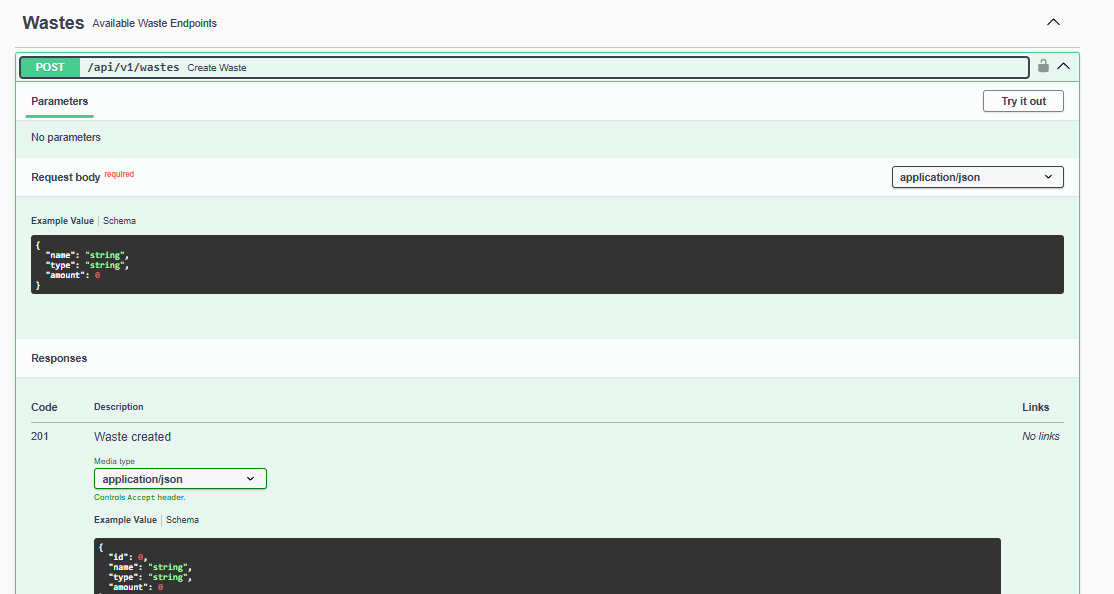 Wastes Available Waste Endpoints
POST /api/v1/wastes Create Waste
Parameters Try it out
No parameters
Request body required application/json
Example Value Schema
{
"name": "string",
"type": "string",
"amount": 0
}
Responses
Code Description Links
201 Waste created No links
Media type
application/json
Controls Accept header.
Example Value Schema
{
"id": 0,
"name": "string",
"type": "string",
"amount": 0